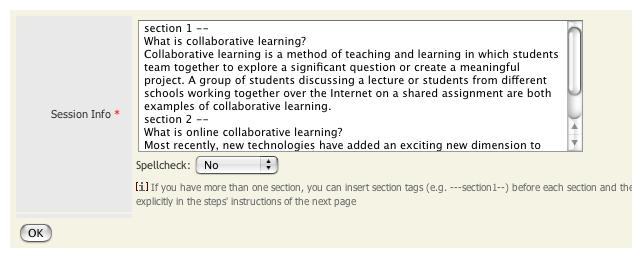 section 1 --
What is collaborative learning?
Collaborative learning is a method of teaching and learning in which students
team together to explore a significant question or create a meaningful
project. A group of students discussing a lecture or students from different
schools working together over the Internet on a shared assignment are both
examples of collaborative learning.
section 2 --
What is online collaborative learning?
Most recently, new technologies have added an exciting new dimension to
Session Info *
Spellcheck: No
[i] If you have more than one section, you can insert section tags (e.g. ---section1--) before each section and the
explicitly in the steps' instructions of the next page
OK